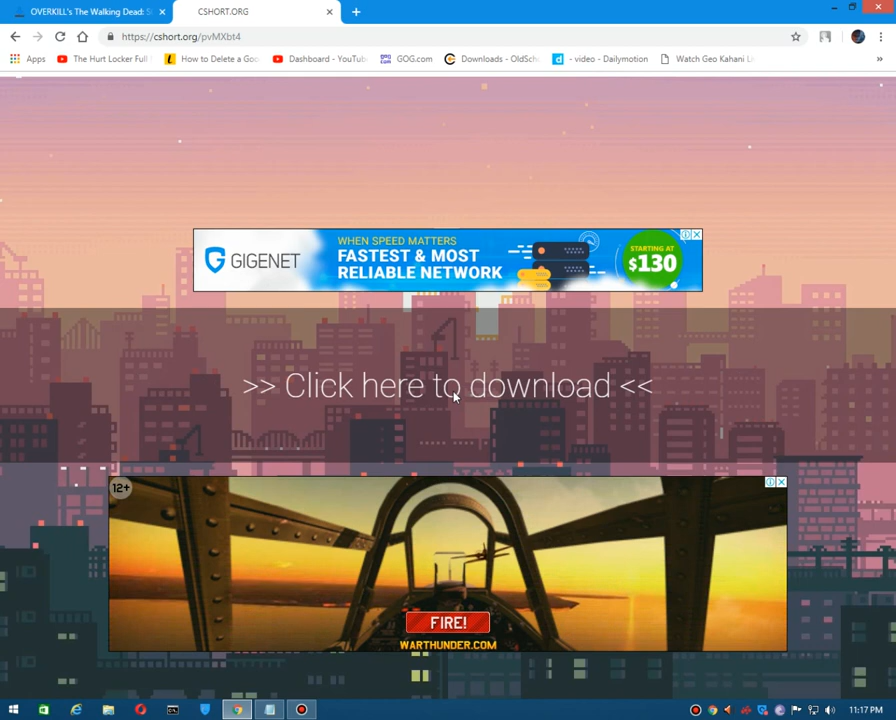 OVERKILL's The Walking Dead:
CSHORT.ORG
https://cshort.org/pvMXbt4
Apps
The Hurt Locker Full
How to Delete a Goo
Dashboard - YouTub
GOG.com
Downloads - OldSch
- video - Dailymotion
Watch Geo Kahani Li
GIGENET
WHEN SPEED MATTERS
FASTEST & MOST
RELIABLE NETWORK
STARTING AT
$130
>> Click here to download <<
12+
FIRE!
WARTHUNDER.COM
11:17 PM